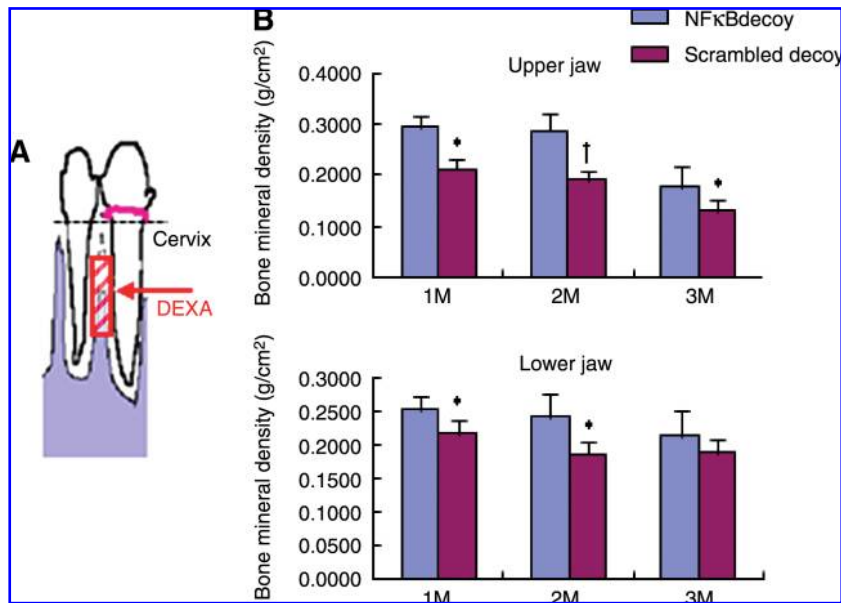 A
Cervix
DEXA
B
NFκBdecoy
Scrambled decoy
Upper jaw
Bone mineral density (g/cm²)
0.4000
0.3000
0.2000
0.1000
0.0000
*
†
*
1M
2M
3M
Lower jaw
Bone mineral density (g/cm²)
0.3000
0.2500
0.2000
0.1500
0.1000
0.0500
0.0000
*
*
1M
2M
3M